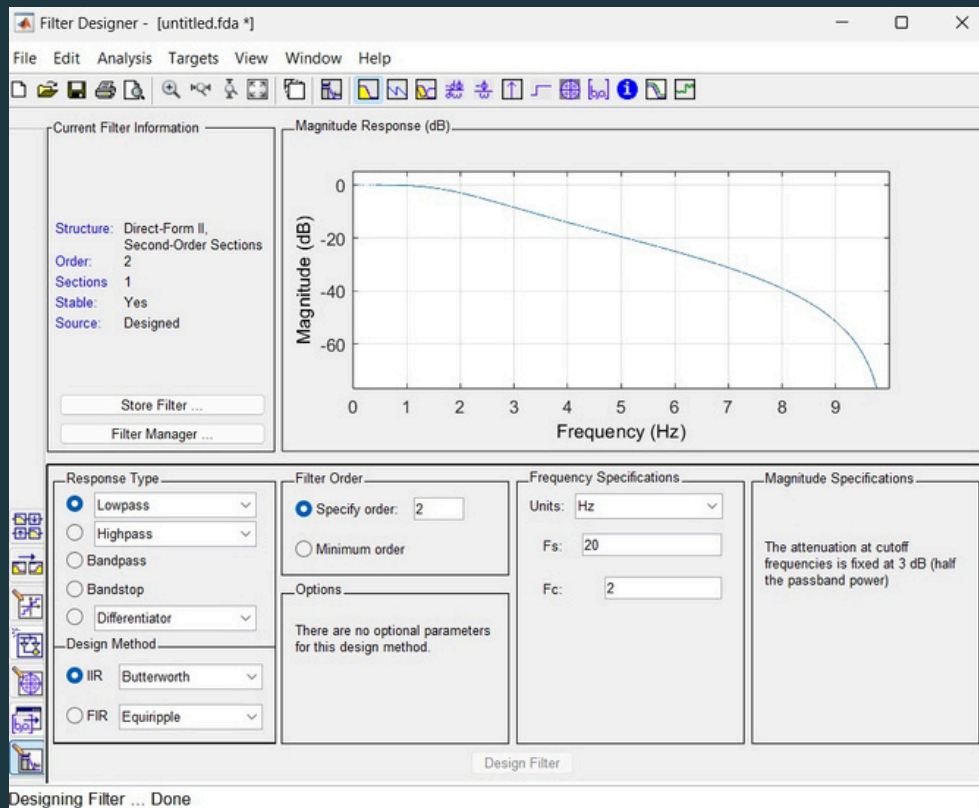 Filter Designer - [untitled.fda *]
File Edit Analysis Targets View Window Help
Current Filter Information
Structure: Direct-Form II,
Second-Order Sections
Order: 2
Sections 1
Stable: Yes
Source: Designed
Store Filter ...
Filter Manager ...
Magnitude Response (dB)
Magnitude (dB)
0
-20
-40
-60
0 1 2 3 4 5 6 7 8 9
Frequency (Hz)
Response Type
Lowpass
Highpass
Bandpass
Bandstop
Differentiator
Design Method
IIR Butterworth
FIR Equiripple
Filter Order
Specify order: 2
Minimum order
Options
There are no optional parameters
for this design method.
Frequency Specifications
Units: Hz
Fs: 20
Fc: 2
Magnitude Specifications
The attenuation at cutoff
frequencies is fixed at 3 dB (half
the passband power)
Design Filter
Designing Filter ... Done